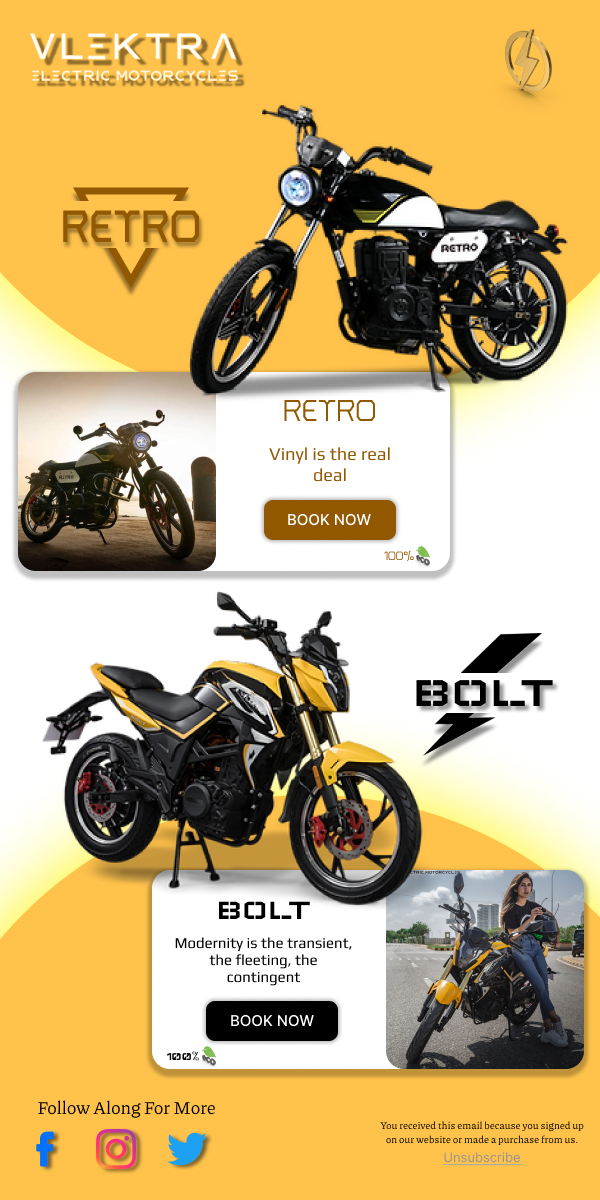 VLEKTRA
ELECTRIC MOTORCYCLES
RETRO
RETRO
RETRO
Vinyl is the real
deal
BOOK NOW
100% eco
BOLT
BOLT
Modernity is the transient,
the fleeting, the
contingent
BOOK NOW
100% eco
Follow Along For More
You received this email because you signed up
on our website or made a purchase from us.
Unsubscribe